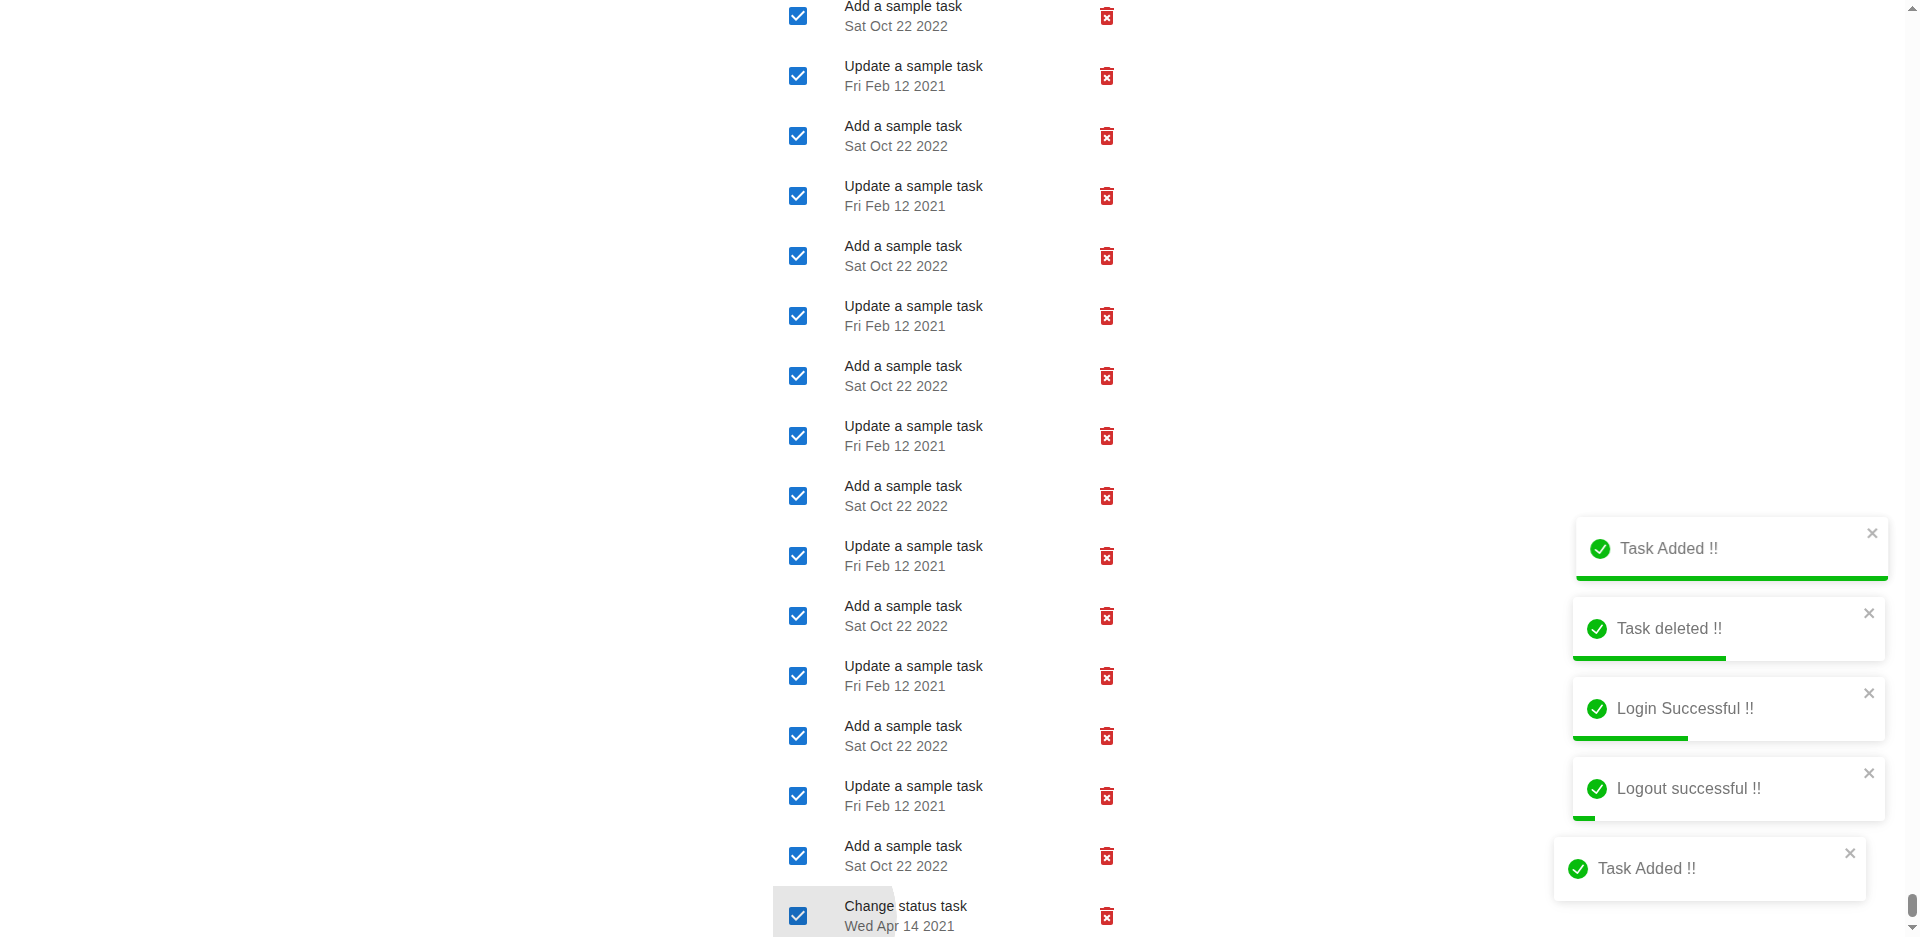 Add a sample task
Sat Oct 22 2022
Update a sample task
Fri Feb 12 2021
Add a sample task
Sat Oct 22 2022
Update a sample task
Fri Feb 12 2021
Add a sample task
Sat Oct 22 2022
Update a sample task
Fri Feb 12 2021
Add a sample task
Sat Oct 22 2022
Update a sample task
Fri Feb 12 2021
Add a sample task
Sat Oct 22 2022
Update a sample task
Fri Feb 12 2021
Add a sample task
Sat Oct 22 2022
Update a sample task
Fri Feb 12 2021
Add a sample task
Sat Oct 22 2022
Update a sample task
Fri Feb 12 2021
Add a sample task
Sat Oct 22 2022
Change status task
Wed Apr 14 2021
Task Added !!
Task deleted !!
Login Successful !!
Logout successful !!
Task Added !!